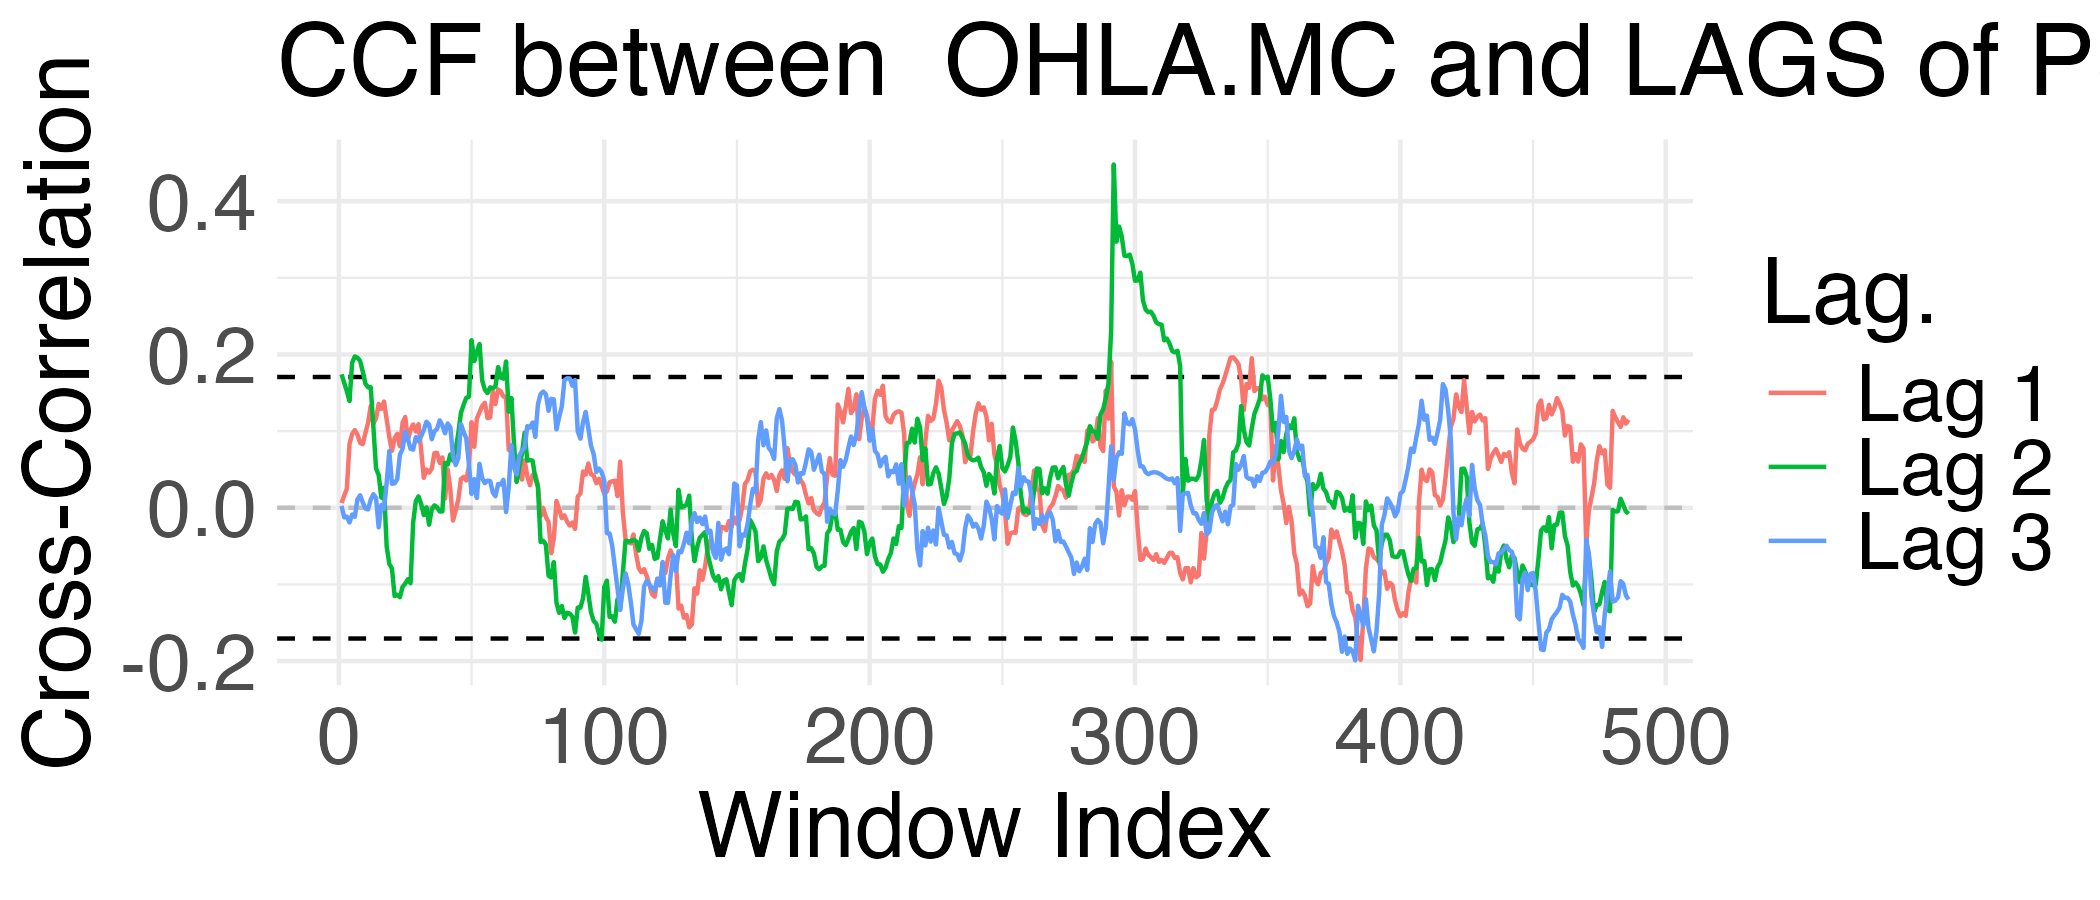 CCF between OHLA.MC and LAGS of P
Cross-Correlation
0.4
0.2
0.0
-0.2
0 100 200 300 400 500
Window Index
Lag.
Lag 1
Lag 2
Lag 3